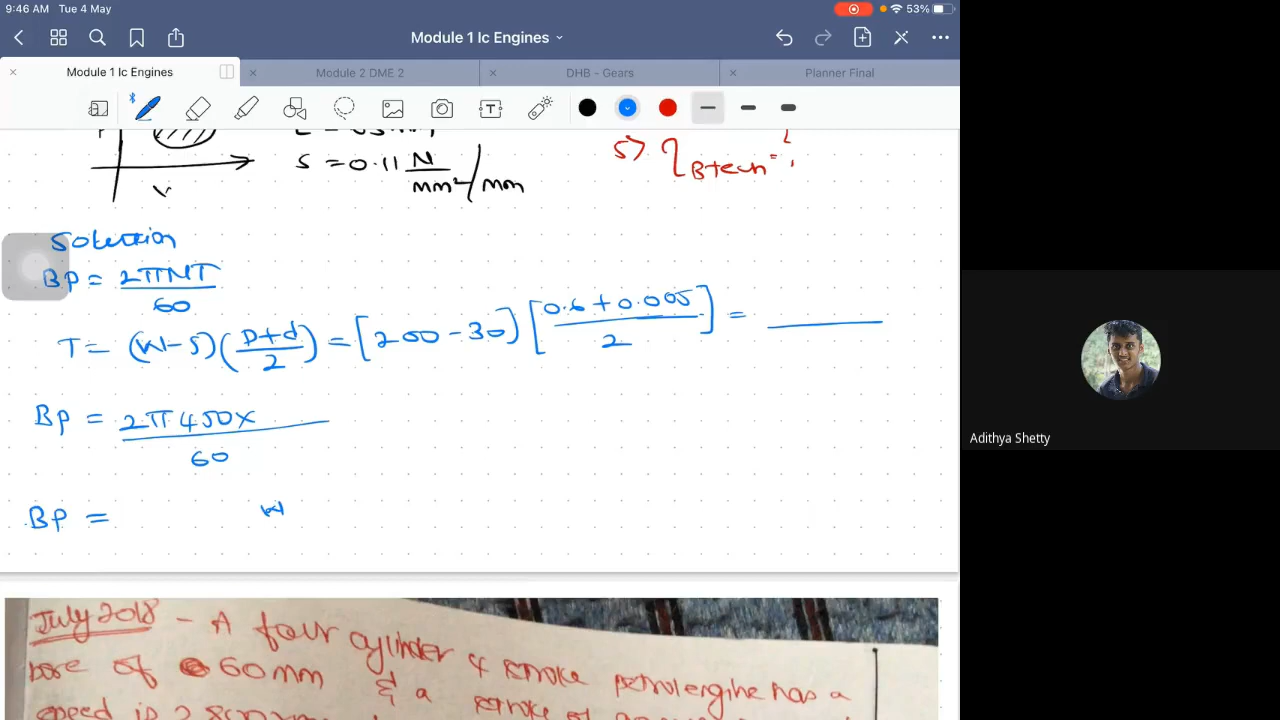 9:46 AM Tue 4 May
53%
Module 1 Ic Engines
Module 1 Ic Engines
Module 2 DME 2
DHB - Gears
Planner Final
S = 0.11 N
mm²/mm
V
5> η Btech = ?
Solution
BP = 2πNT
60
T = (W-S)(D+d/2) = [200-30][0.6+0.005/2] =
BP = 2π450×
60
BP = W
July 2018 - A four cylinder 4 stroke petrol engine has a
bore of 60mm & a stroke of
speed is 2800
Adithya Shetty